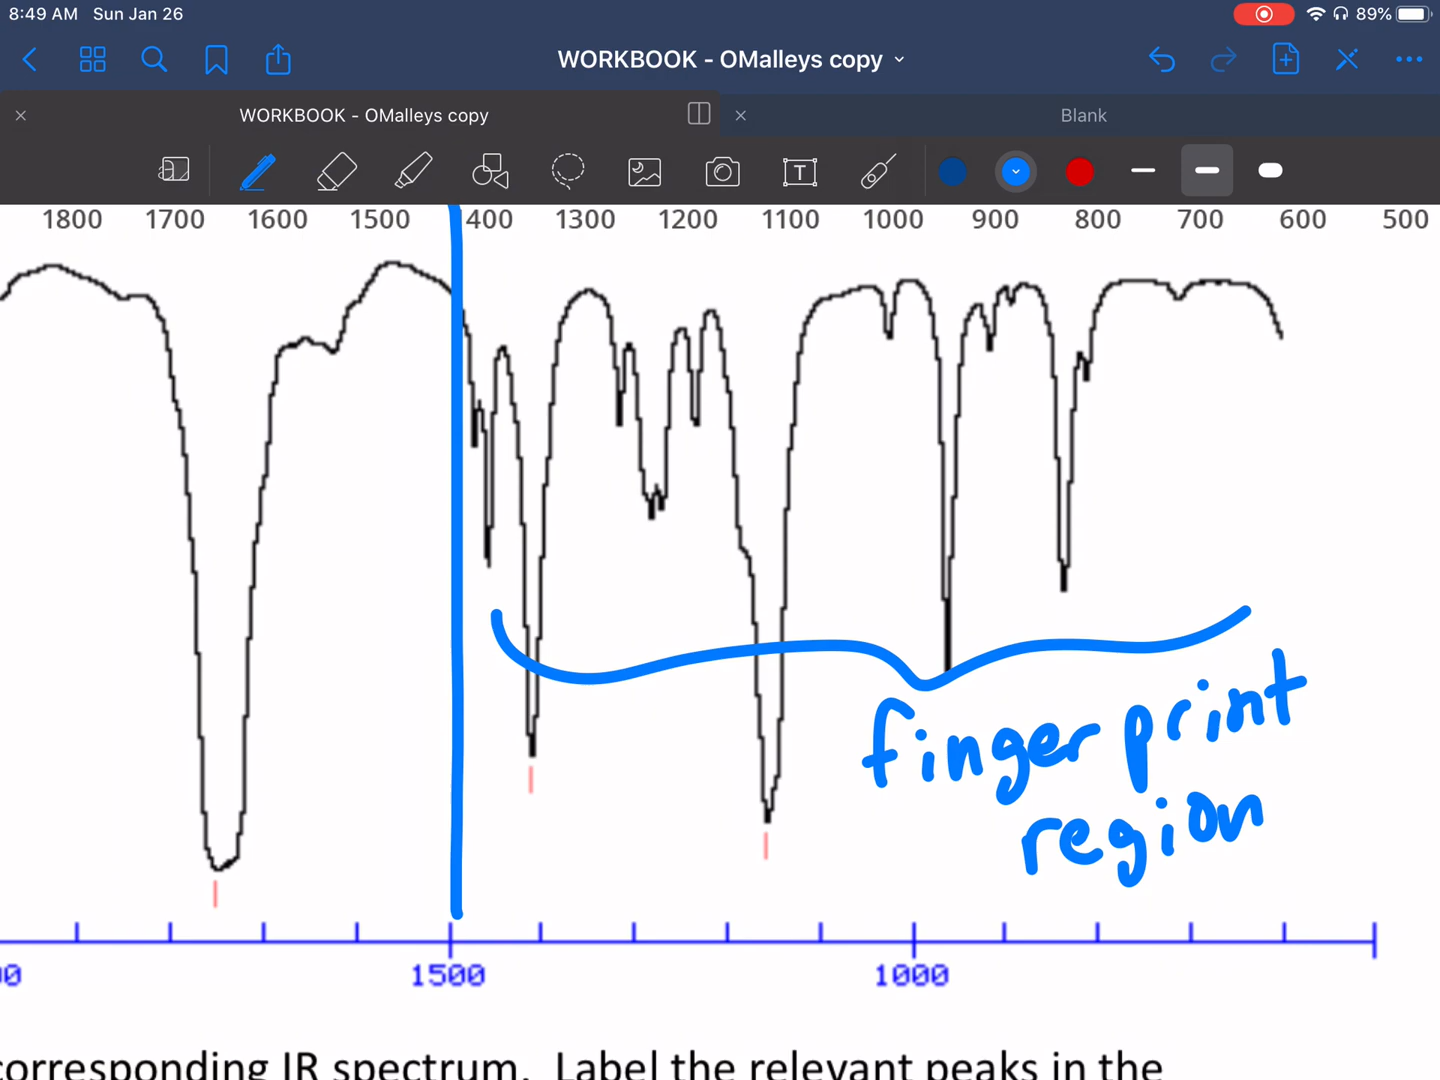 8:49 AM Sun Jan 26 89%
WORKBOOK - OMalleys copy
WORKBOOK - OMalleys copy Blank
T
1800 1700 1600 1500 400 1300 1200 1100 1000 900 800 700 600 500
fingerprint
region
00 1500 1000
corresponding IR spectrum. Label the relevant peaks in the